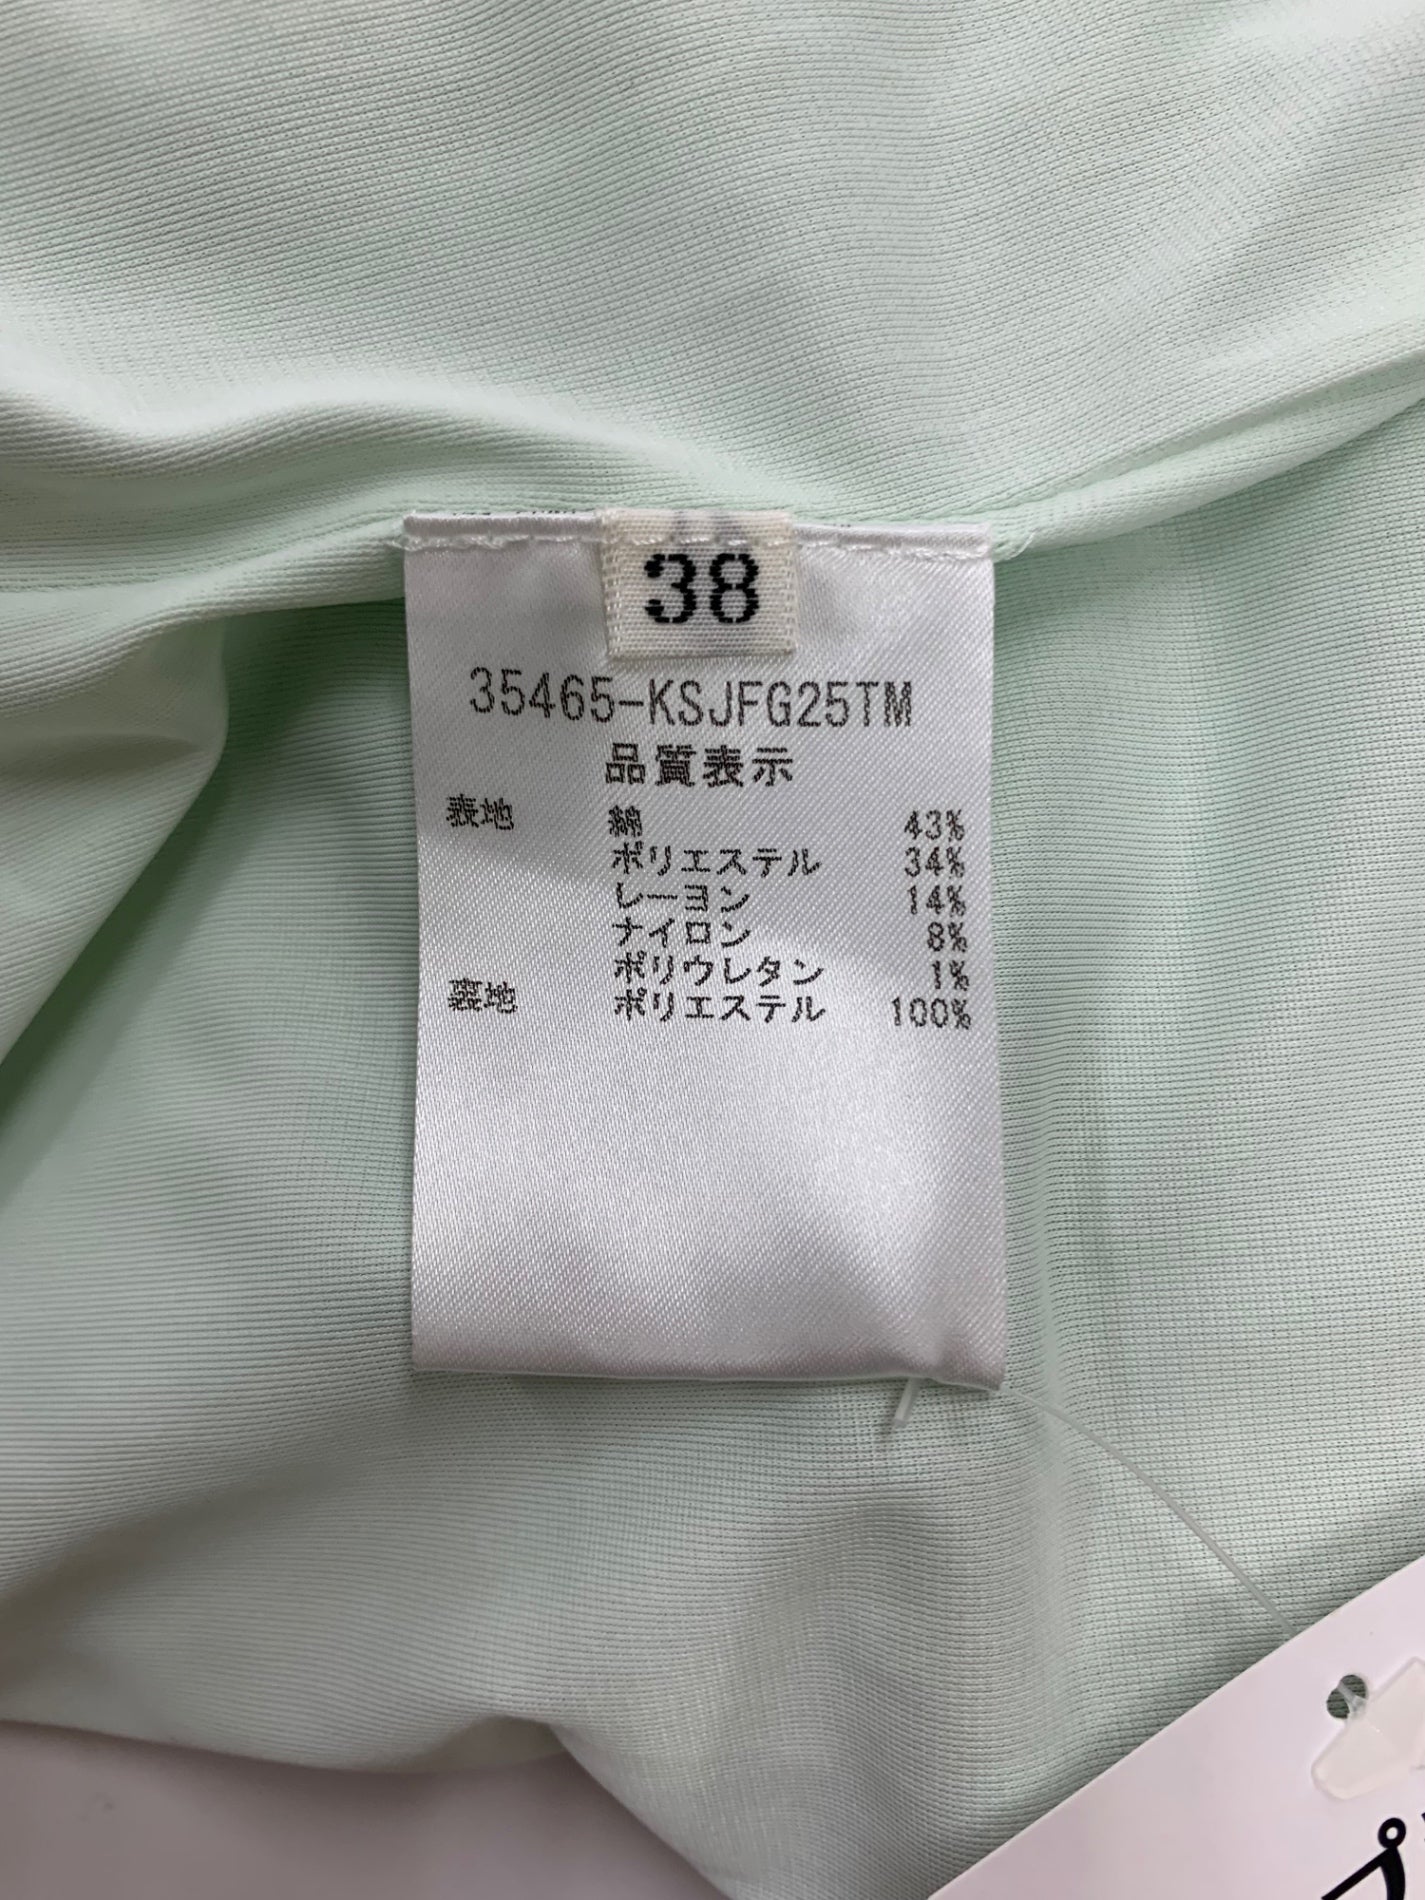 38
35465-KSJFG25TM
品質表示
表地 綿 43%
ポリエステル 34%
レーヨン 14%
ナイロン 8%
ポリウレタン 1%
裏地 ポリエステル 100%
プ